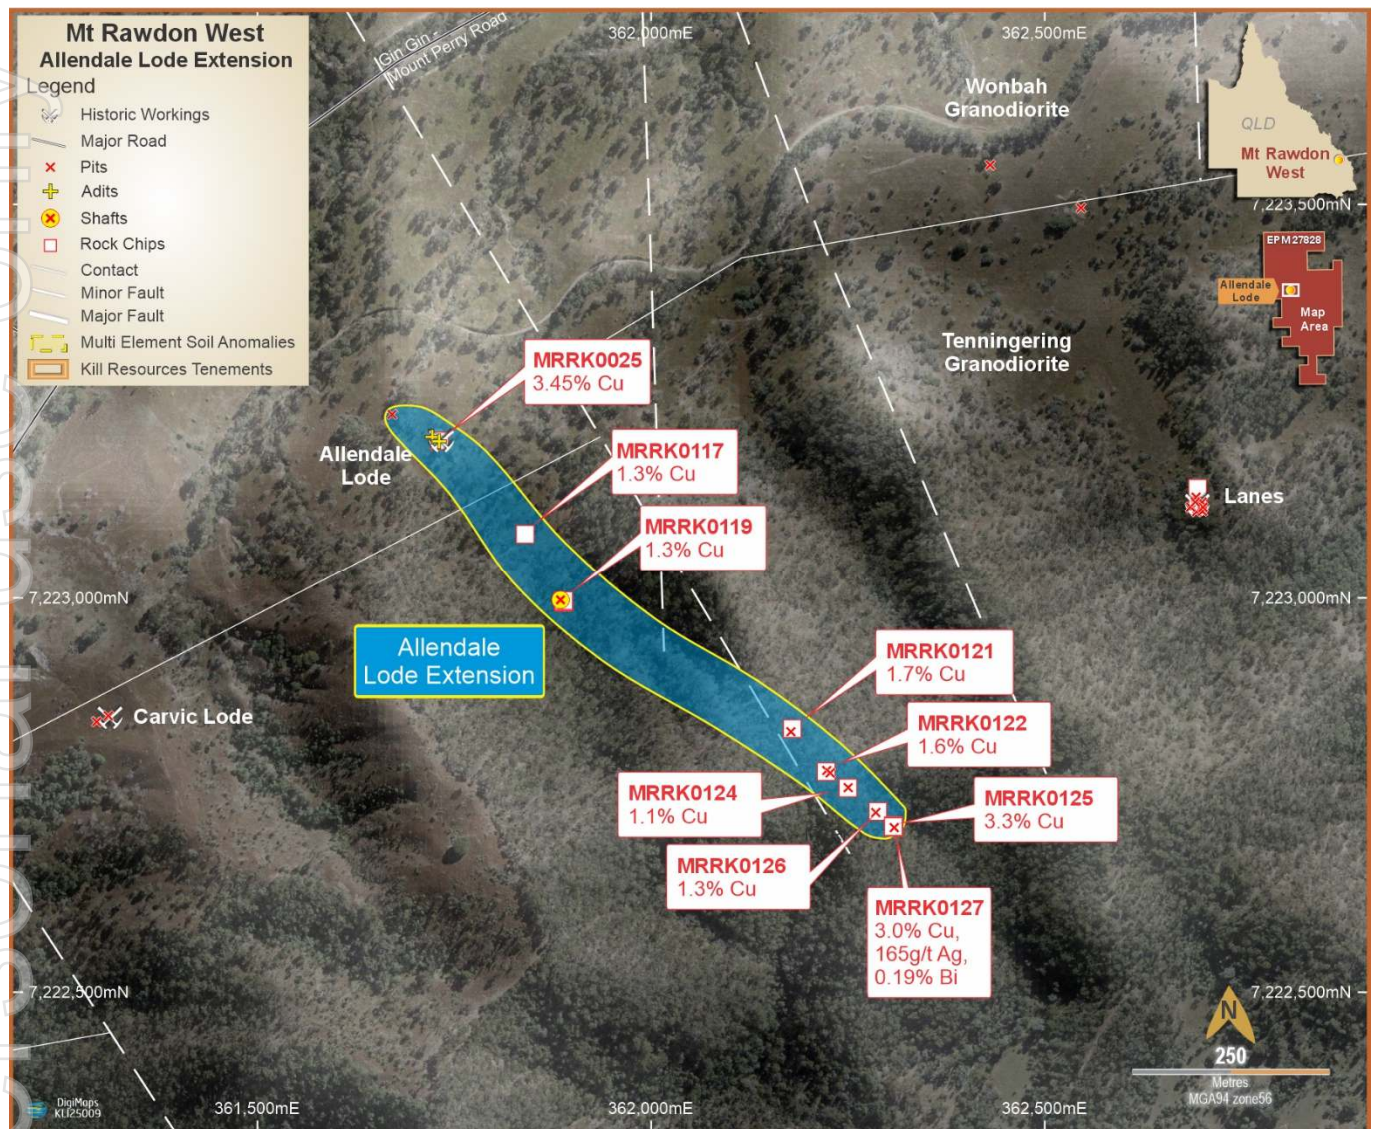 Mt Rawdon West
Allendale Lode Extension
Legend
Historic Workings
Major Road
Pits
Adits
Shafts
Rock Chips
Contact
Minor Fault
Major Fault
Multi Element Soil Anomalies
Kill Resources Tenements
Gin Gin -
Mount Perry Road
362,000mE
362,500mE
Wonbah
Granodiorite
QLD
Mt Rawdon
West
7,223,500mN
EPM27828
Allendale
Lode
Map
Area
Tenningering
Granodiorite
MRRK0025
3.45% Cu
Allendale
Lode
MRRK0117
1.3% Cu
Lanes
MRRK0119
1.3% Cu
7,223,000mN
7,223,000mN
Allendale
Lode Extension
MRRK0121
1.7% Cu
Carvic Lode
MRRK0122
1.6% Cu
MRRK0124
1.1% Cu
MRRK0125
3.3% Cu
MRRK0126
1.3% Cu
MRRK0127
3.0% Cu,
165g/t Ag,
0.19% Bi
7,222,500mN
7,222,500mN
N
250
Metres
MGA94 zone56
DigiMaps
KLI25009
361,500mE
362,000mE
362,500mE